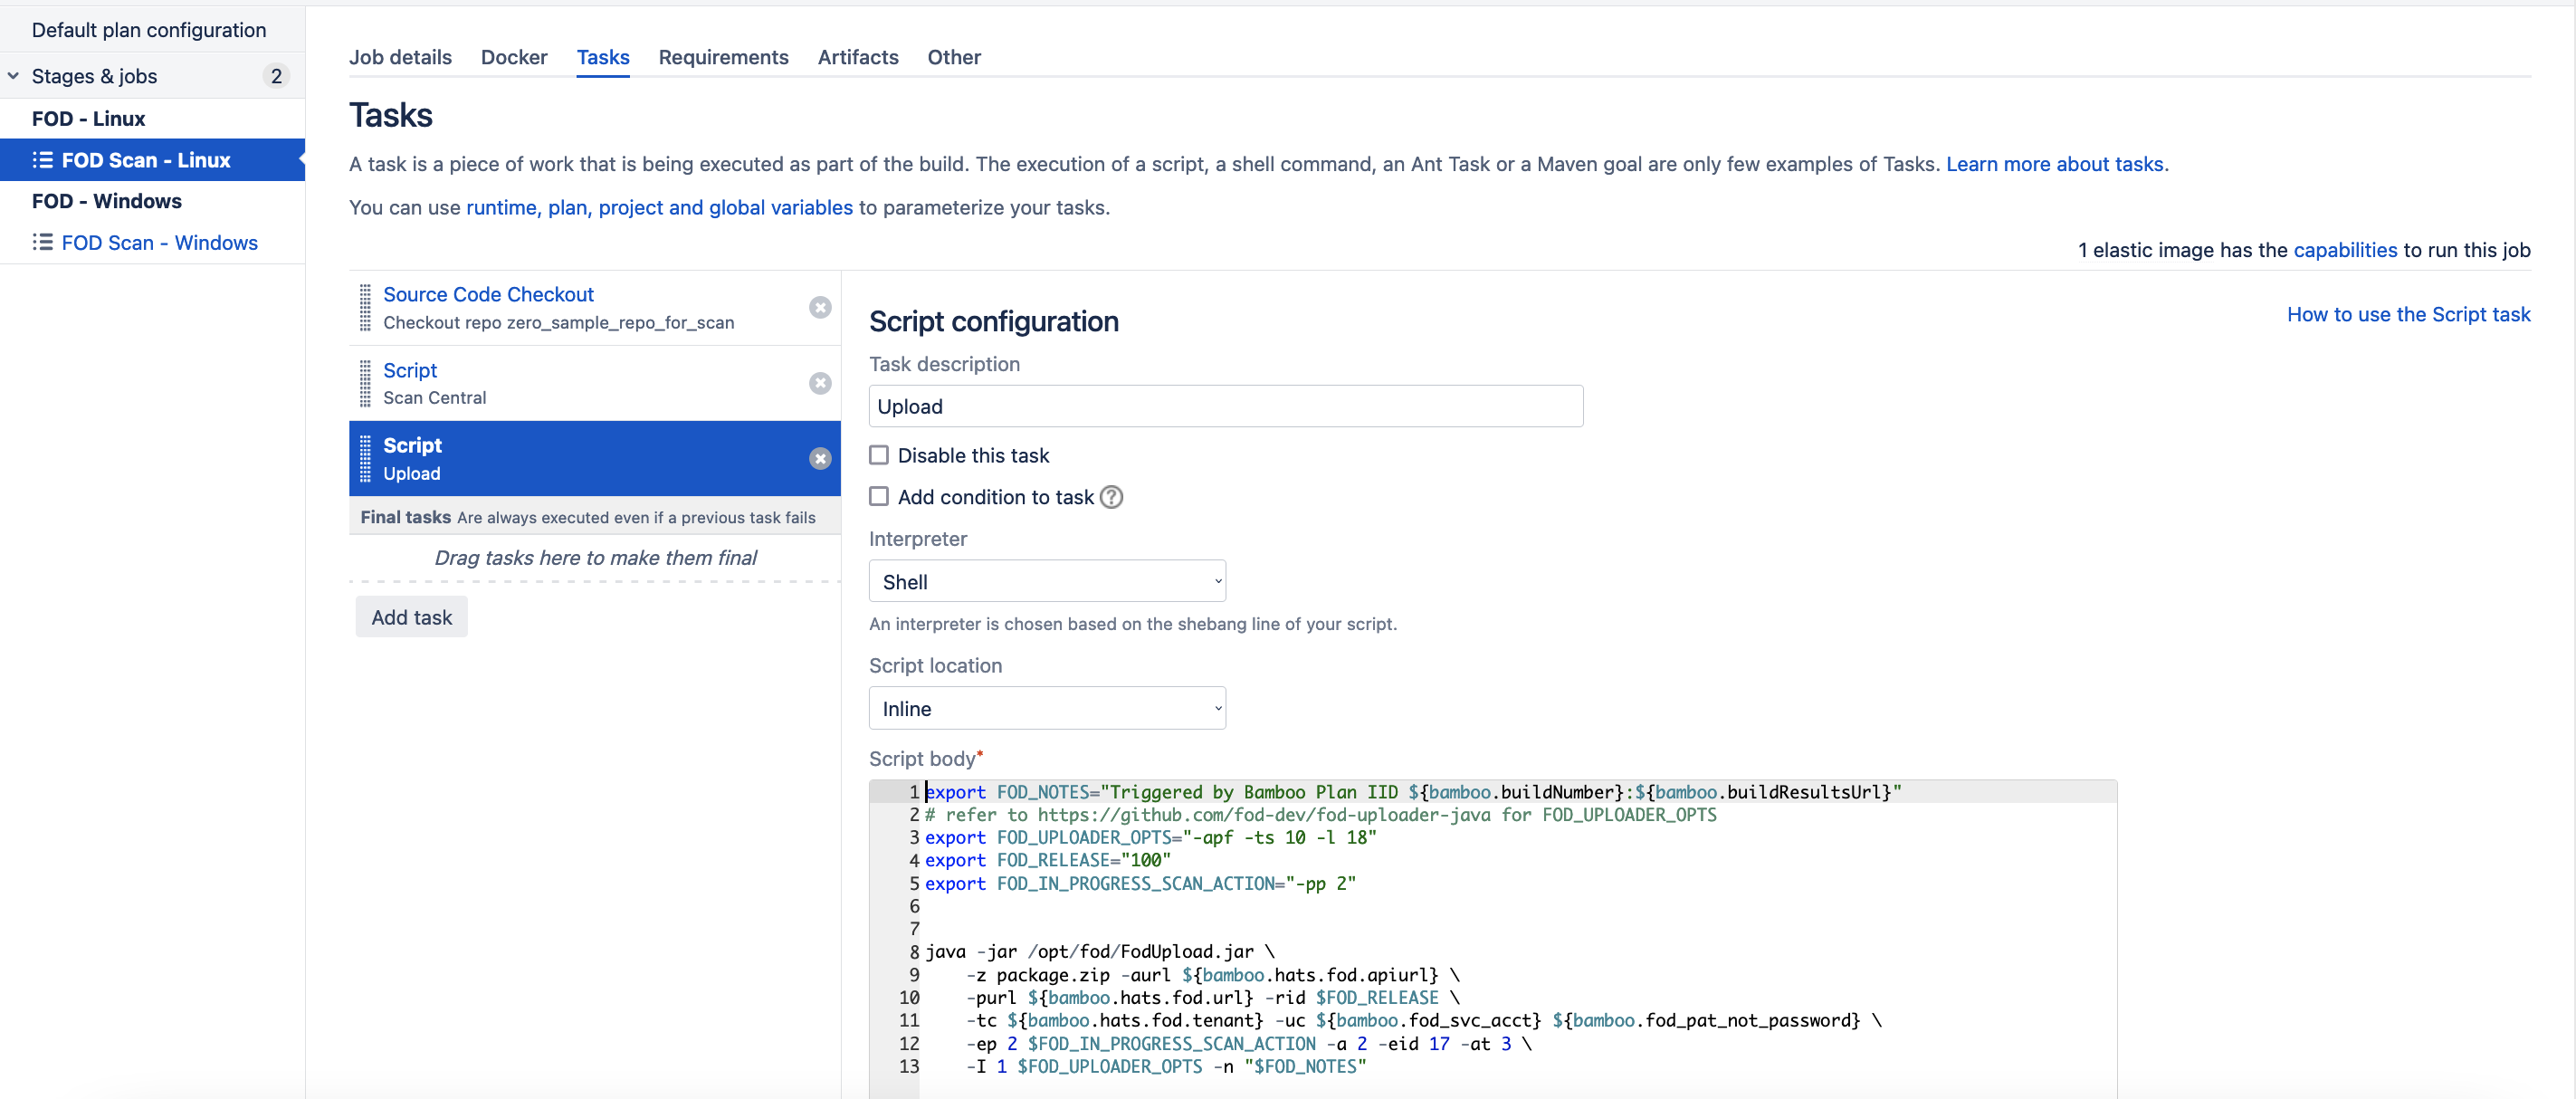 Default plan configuration
Stages & jobs 2
FOD - Linux
FOD Scan - Linux
FOD - Windows
FOD Scan - Windows
Job details Docker Tasks Requirements Artifacts Other
Tasks
A task is a piece of work that is being executed as part of the build. The execution of a script, a shell command, an Ant Task or a Maven goal are only few examples of Tasks. Learn more about tasks.
You can use runtime, plan, project and global variables to parameterize your tasks.
1 elastic image has the capabilities to run this job
Source Code Checkout
Checkout repo zero_sample_repo_for_scan
Script
Scan Central
Script
Upload
Final tasks Are always executed even if a previous task fails
Drag tasks here to make them final
Add task
Script configuration
How to use the Script task
Task description
Upload
Disable this task
Add condition to task ?
Interpreter
Shell
An interpreter is chosen based on the shebang line of your script.
Script location
Inline
Script body*
1 export FOD_NOTES="Triggered by Bamboo Plan IID ${bamboo.buildNumber}:${bamboo.buildResultsUrl}"
2 # refer to https://github.com/fod-dev/fod-uploader-java for FOD_UPLOADER_OPTS
3 export FOD_UPLOADER_OPTS="-apf -ts 10 -l 18"
4 export FOD_RELEASE="100"
5 export FOD_IN_PROGRESS_SCAN_ACTION="-pp 2"
6
7
8 java -jar /opt/fod/FodUpload.jar \
9 -z package.zip -aurl ${bamboo.hats.fod.apiurl} \
10 -purl ${bamboo.hats.fod.url} -rid $FOD_RELEASE \
11 -tc ${bamboo.hats.fod.tenant} -uc ${bamboo.fod_svc_acct} ${bamboo.fod_pat_not_password} \
12 -ep 2 $FOD_IN_PROGRESS_SCAN_ACTION -a 2 -eid 17 -at 3 \
13 -I 1 $FOD_UPLOADER_OPTS -n "$FOD_NOTES"